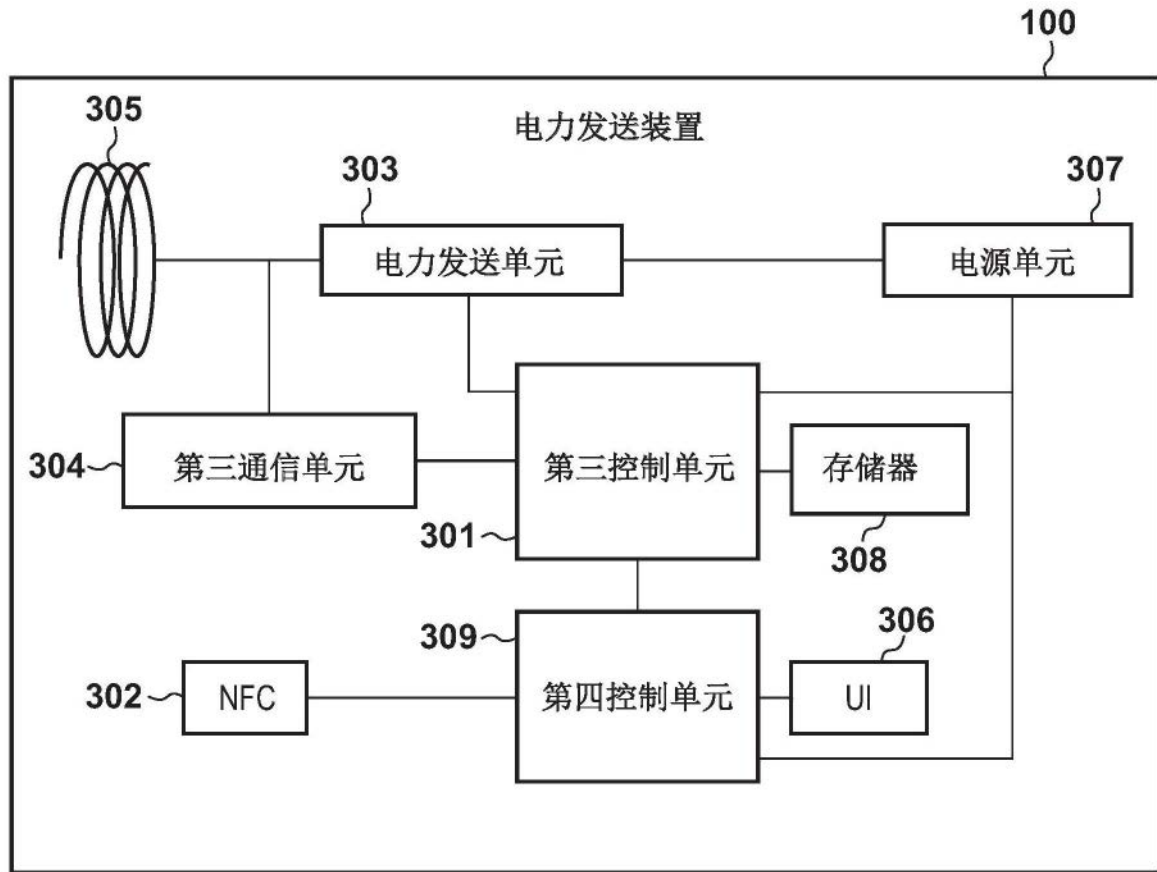 100
305
电力发送装置
303
307
电力发送单元
电源单元
304
第三通信单元
第三控制单元
存储器
301
308
309
306
302
NFC
第四控制单元
UI